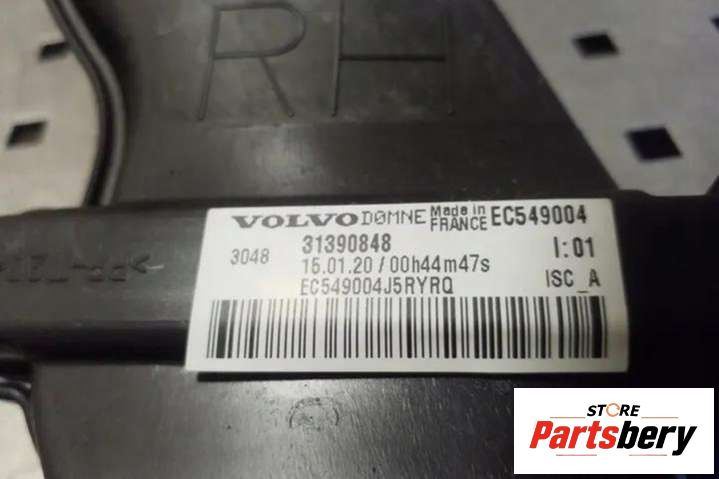 RH
VOLVO DØMNE Made in FRANCE EC549004
3048 31390848 I:01
15.01.20 / 00h44m47s ISC_A
EC549004J5RYRQ
STORE
Partsbery